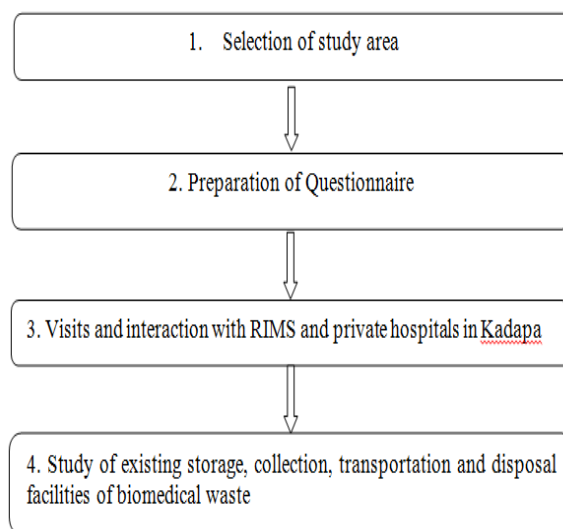 1. Selection of study area
2. Preparation of Questionnaire
3. Visits and interaction with RIMS and private hospitals in Kadapa
4. Study of existing storage, collection, transportation and disposal
facilities of biomedical waste